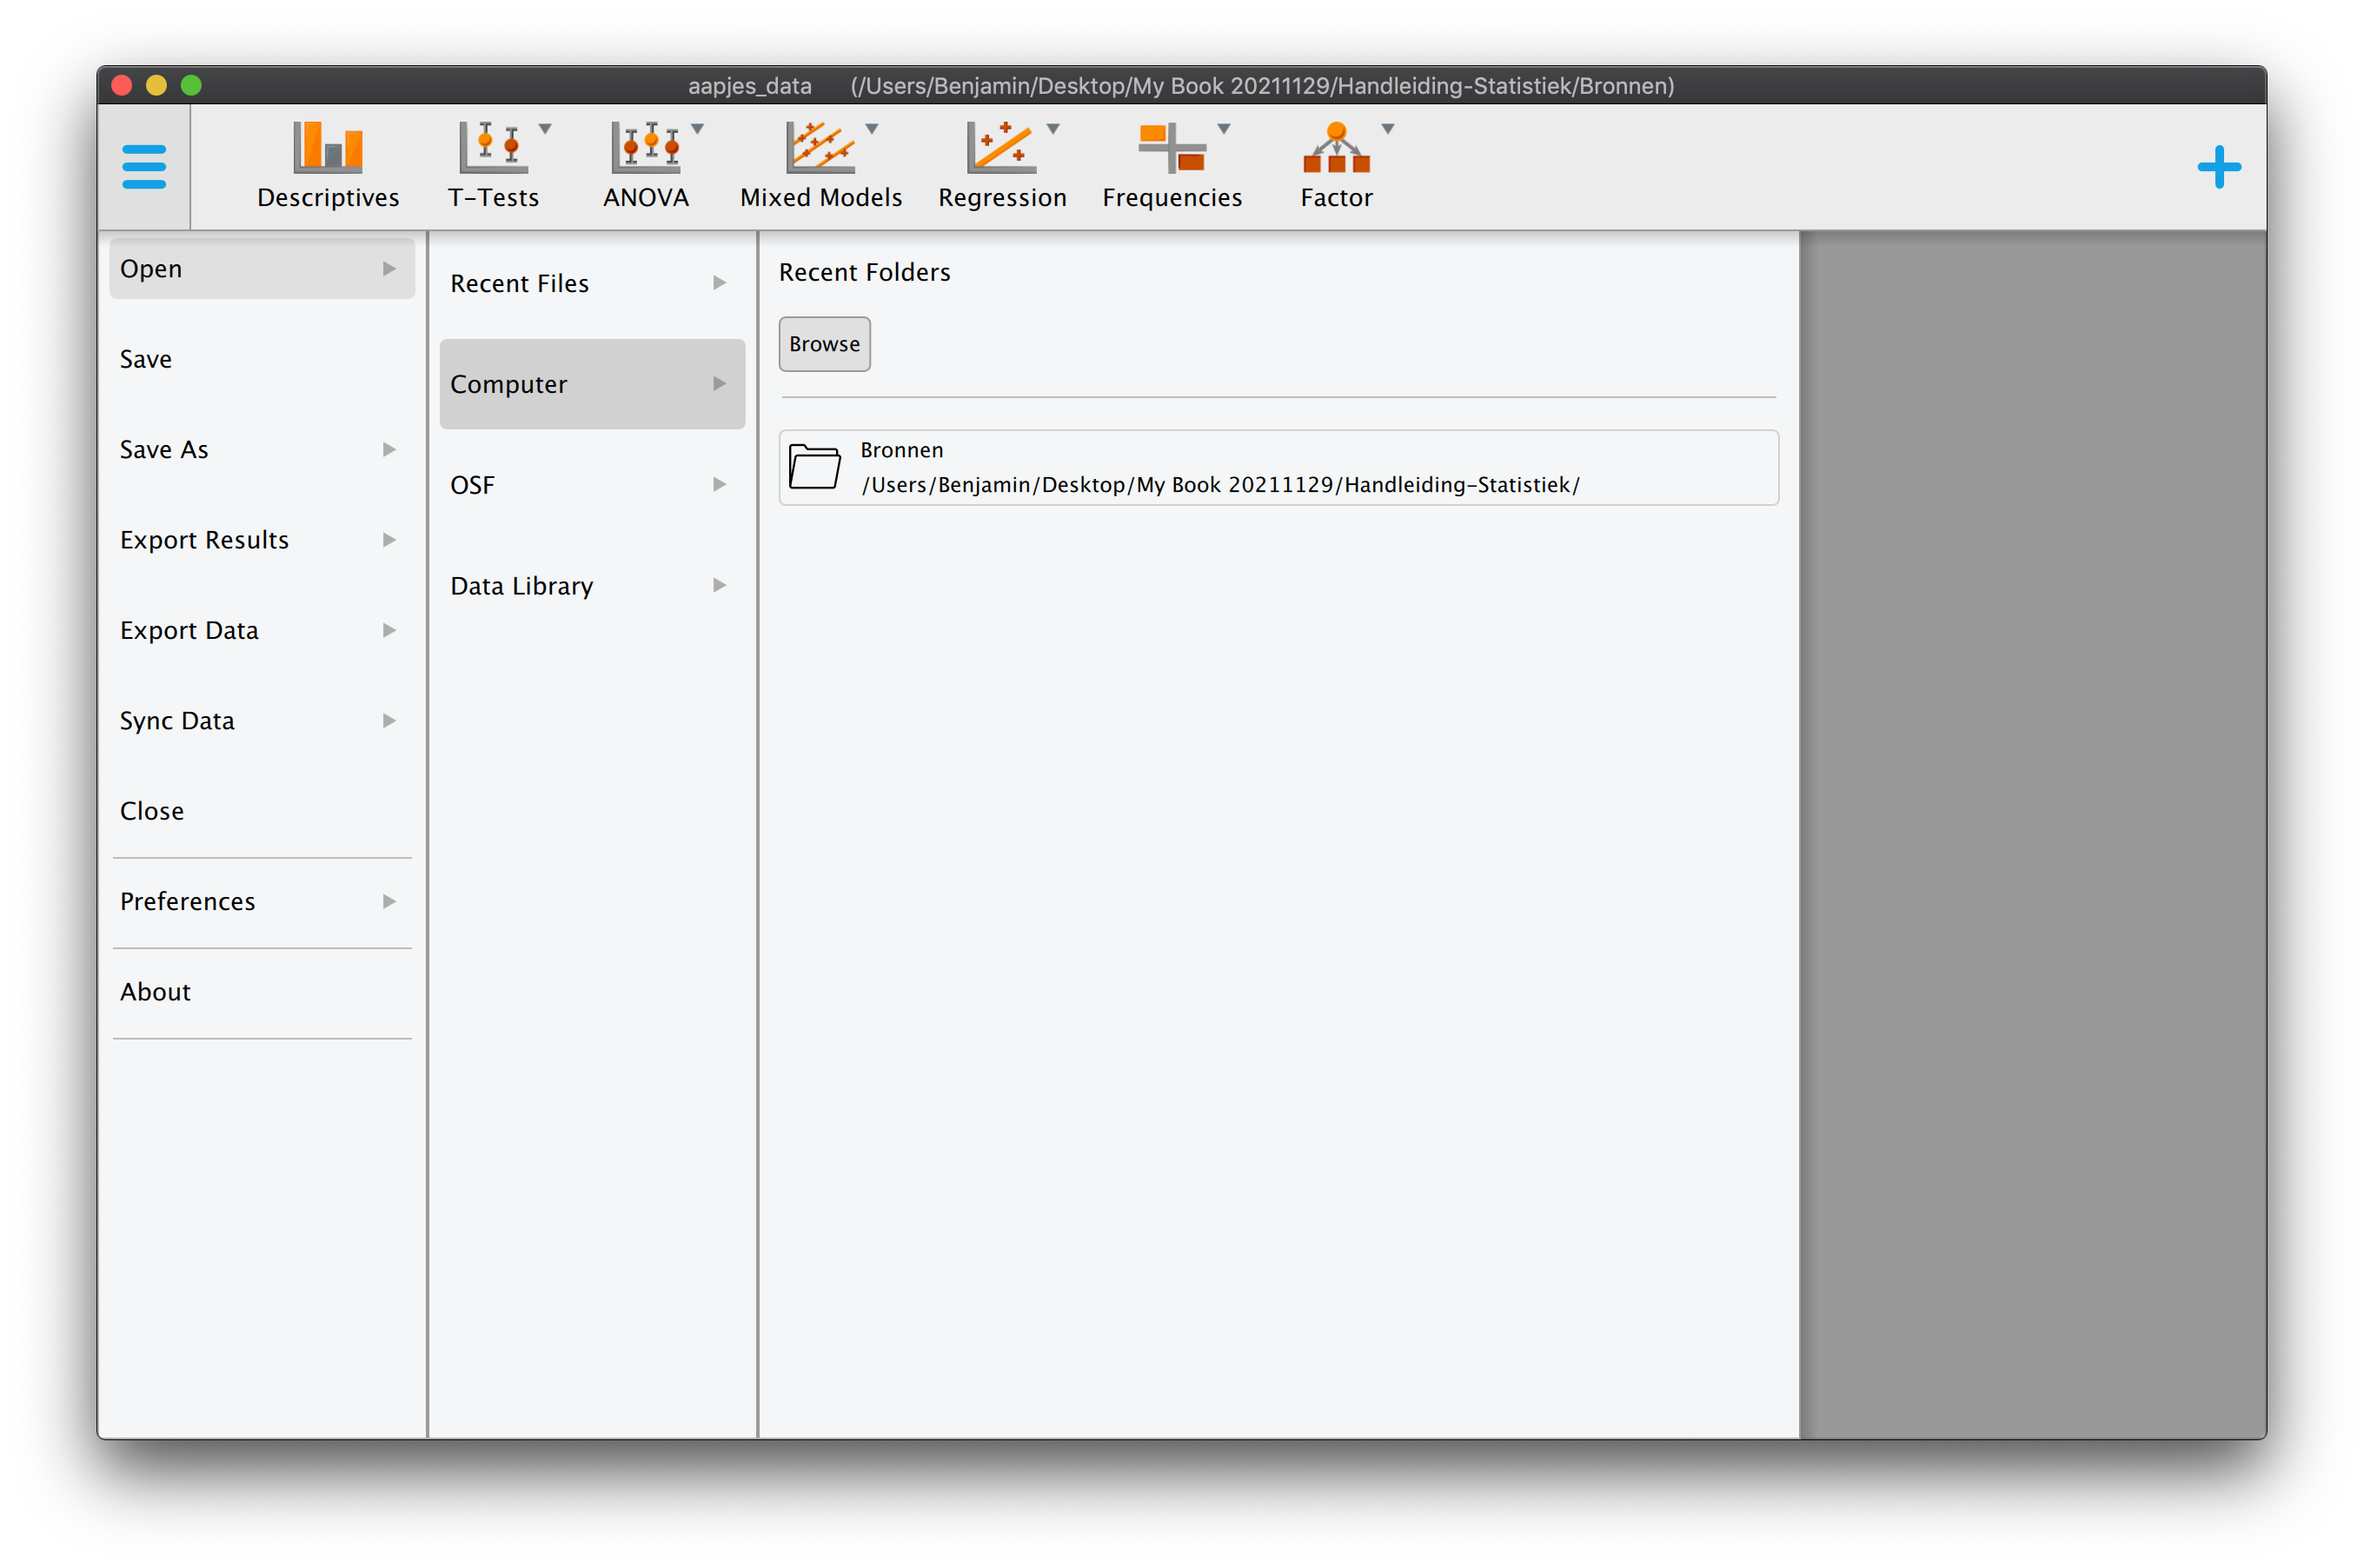 aapjes_data (/Users/Benjamin/Desktop/My Book 20211129/Handleiding-Statistiek/Bronnen)
Descriptives
T-Tests
ANOVA
Mixed Models
Regression
Frequencies
Factor
Open
Save
Save As
Export Results
Export Data
Sync Data
Close
Preferences
About
Recent Files
Computer
OSF
Data Library
Recent Folders
Browse
Bronnen
/Users/Benjamin/Desktop/My Book 20211129/Handleiding-Statistiek/